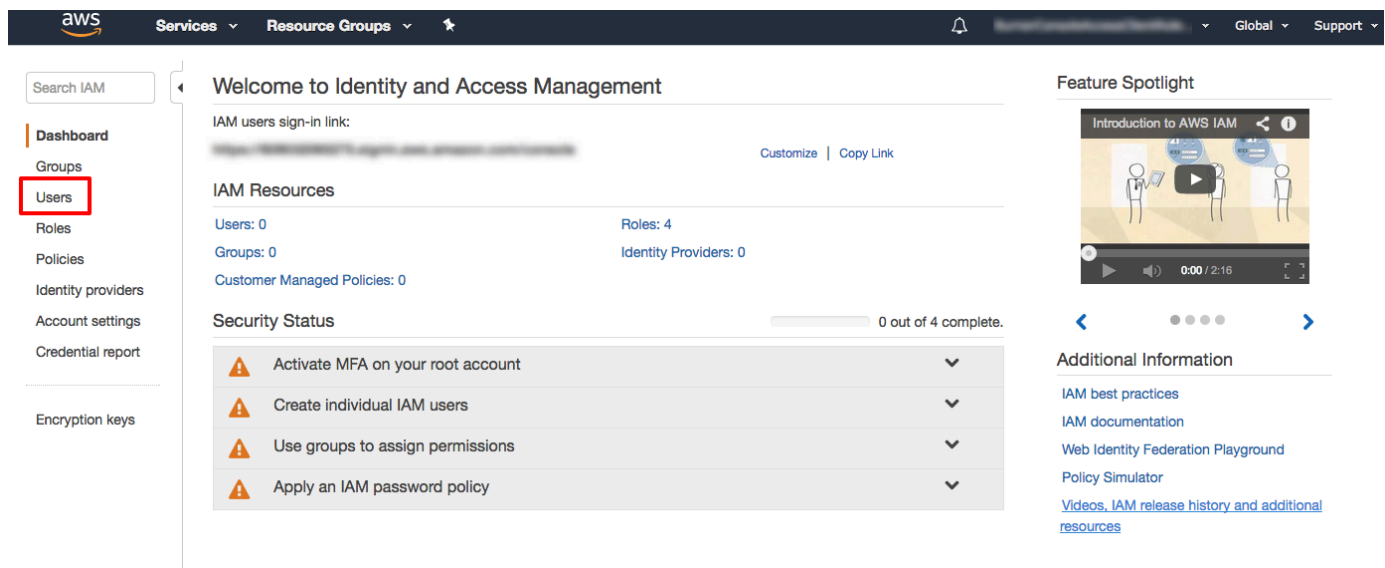 aws
Services
Resource Groups
Global
Support
Search IAM
Dashboard
Groups
Users
Roles
Policies
Identity providers
Account settings
Credential report
Encryption keys
Welcome to Identity and Access Management
IAM users sign-in link:
Customize | Copy Link
IAM Resources
Users: 0
Roles: 4
Groups: 0
Identity Providers: 0
Customer Managed Policies: 0
Security Status
0 out of 4 complete.
Activate MFA on your root account
Create individual IAM users
Use groups to assign permissions
Apply an IAM password policy
Feature Spotlight
Introduction to AWS IAM
0:00 / 2:16
Additional Information
IAM best practices
IAM documentation
Web Identity Federation Playground
Policy Simulator
Videos, IAM release history and additional
resources